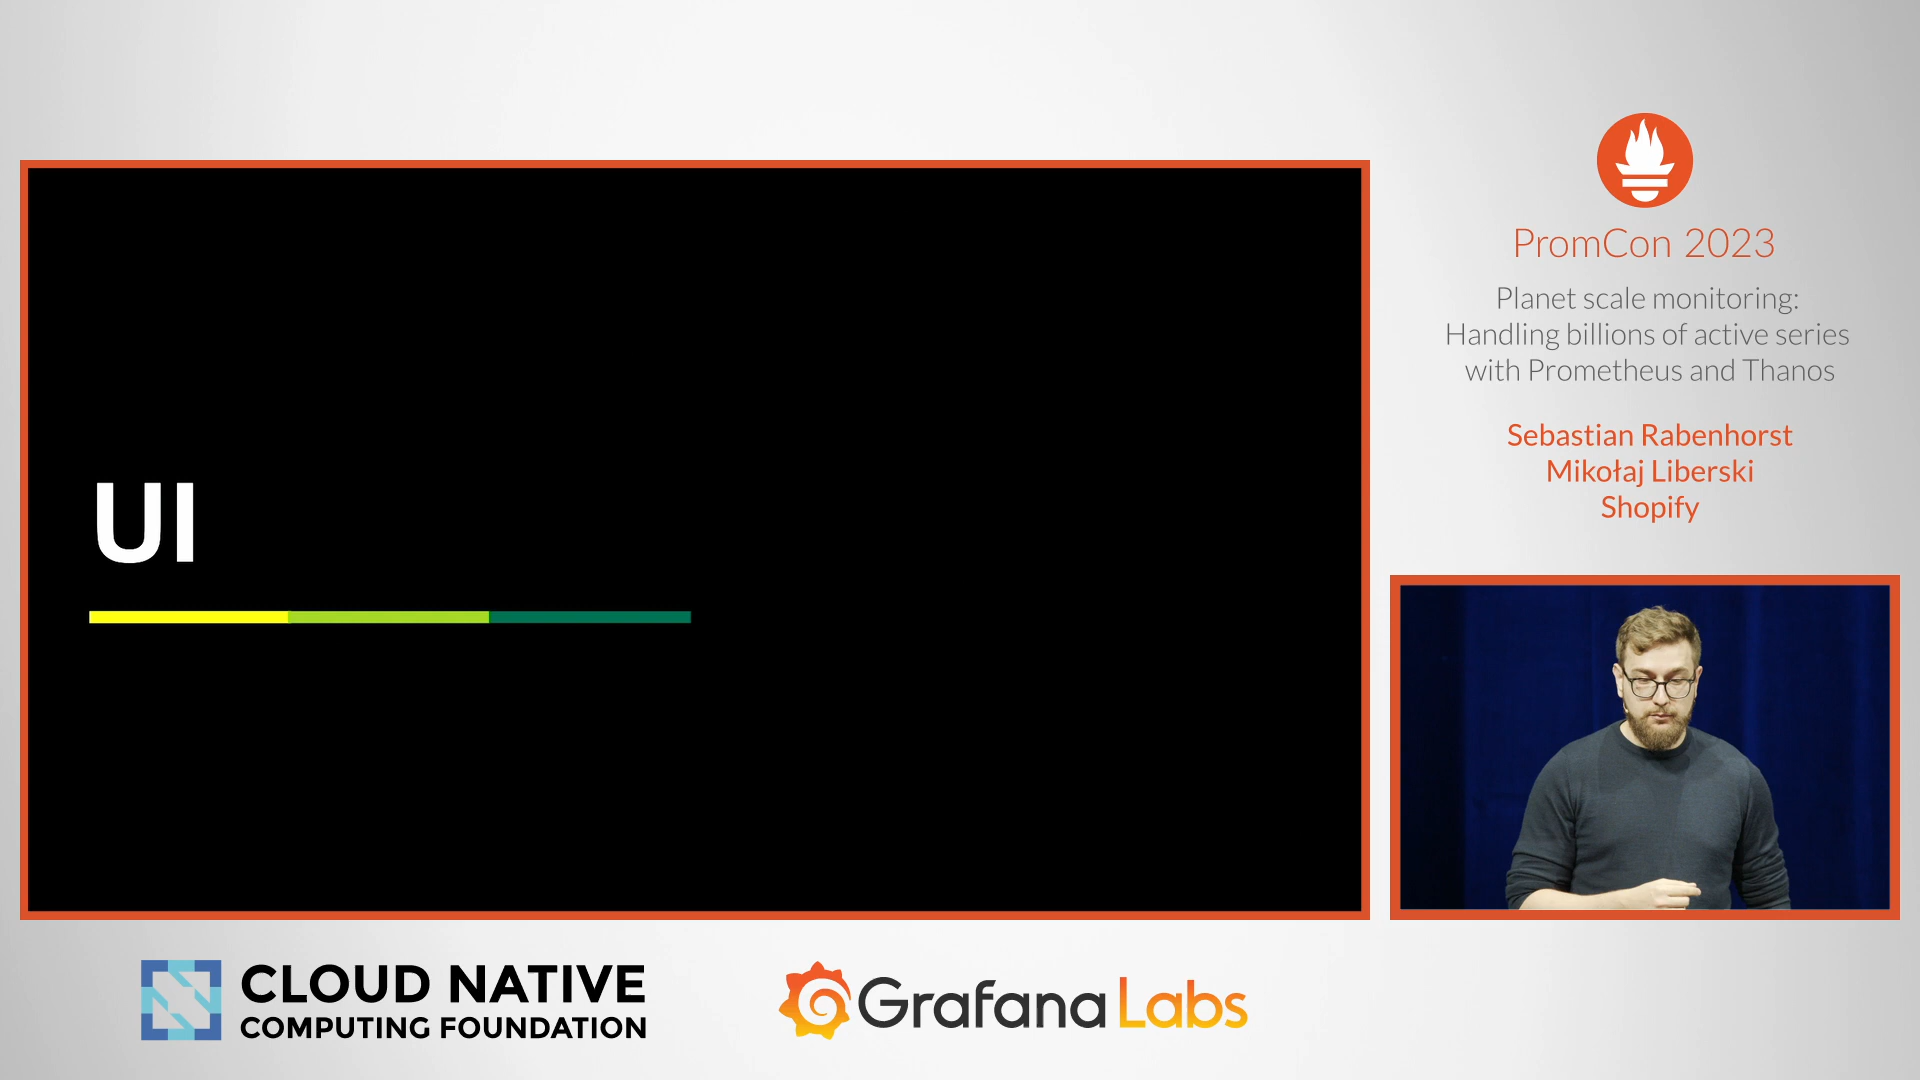 UI
PromCon 2023
Planet scale monitoring:
Handling billions of active series
with Prometheus and Thanos
Sebastian Rabenhorst
Mikołaj Liberski
Shopify
CLOUD NATIVE
COMPUTING FOUNDATION
Grafana Labs